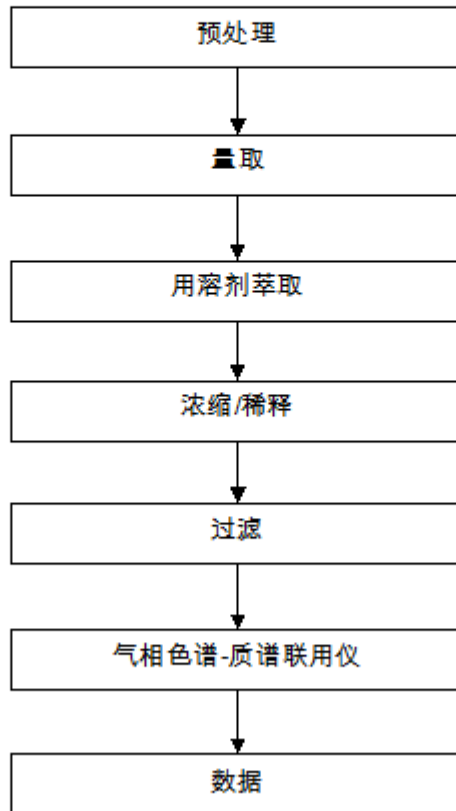 预处理
量取
用溶剂萃取
浓缩/稀释
过滤
气相色谱-质谱联用仪
数据